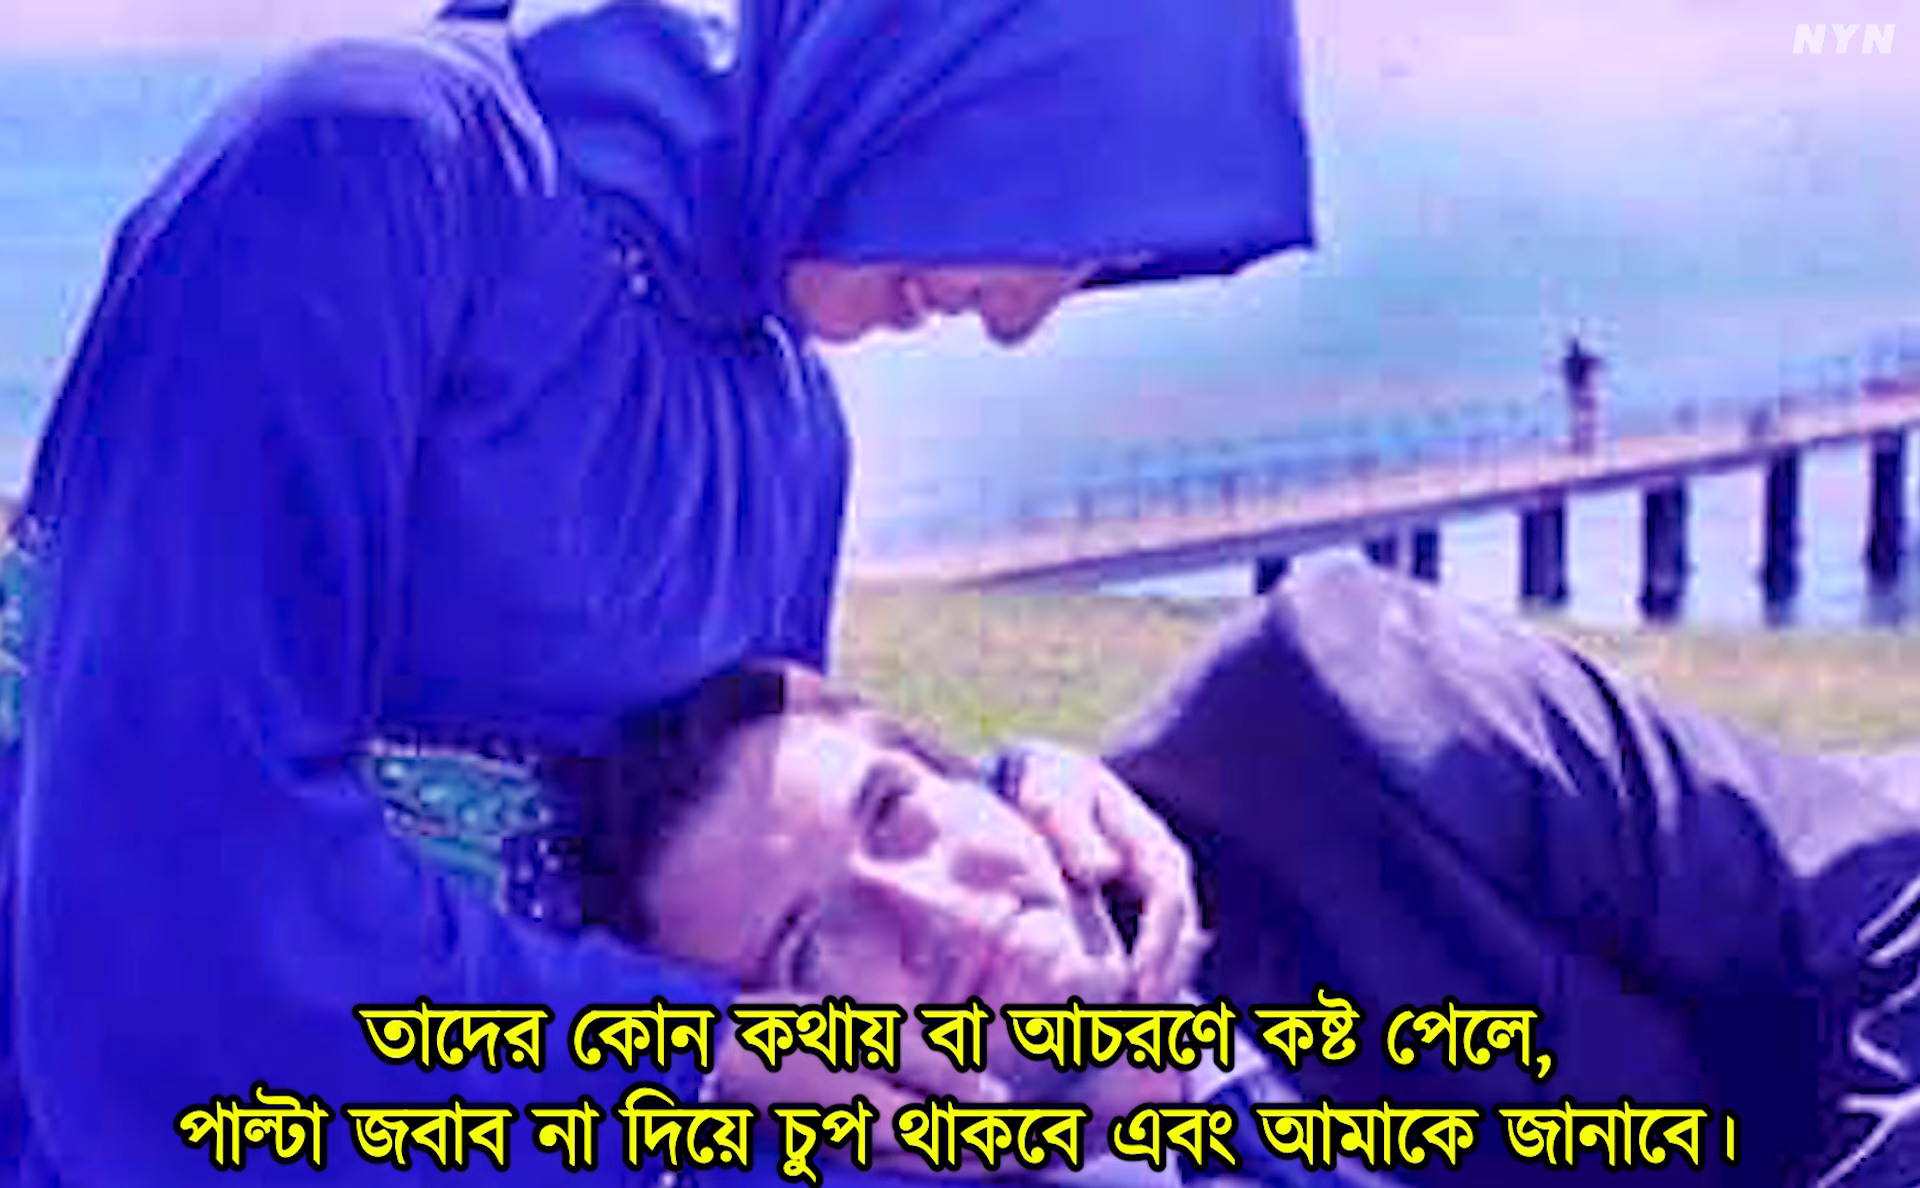 NYN
তাদের কোন কথায় বা আচরণে কষ্ট পেলে,
পাল্টা জবাব না দিয়ে চুপ থাকবে এবং আমাকে জানাবে।